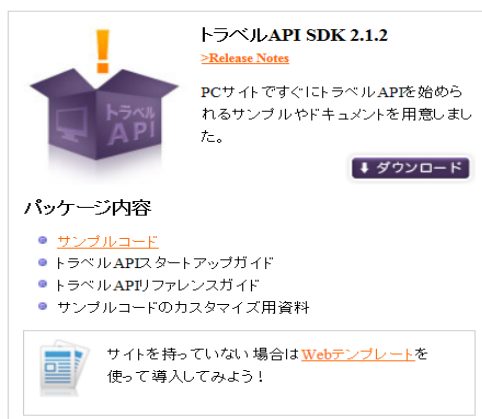 トラベルAPI SDK 2.1.2
>Release Notes
PCサイトですぐにトラベルAPIを始めら
れるサンプルやドキュメントを用意しまし
た。
トラベル
API
ダウンロード
パッケージ内容
サンプルコード
トラベルAPIスタートアップガイド
トラベルAPIリファレンスガイド
サンプルコードのカスタマイズ用資料
サイトを持っていない場合はWebテンプレートを
使って導入してみよう！